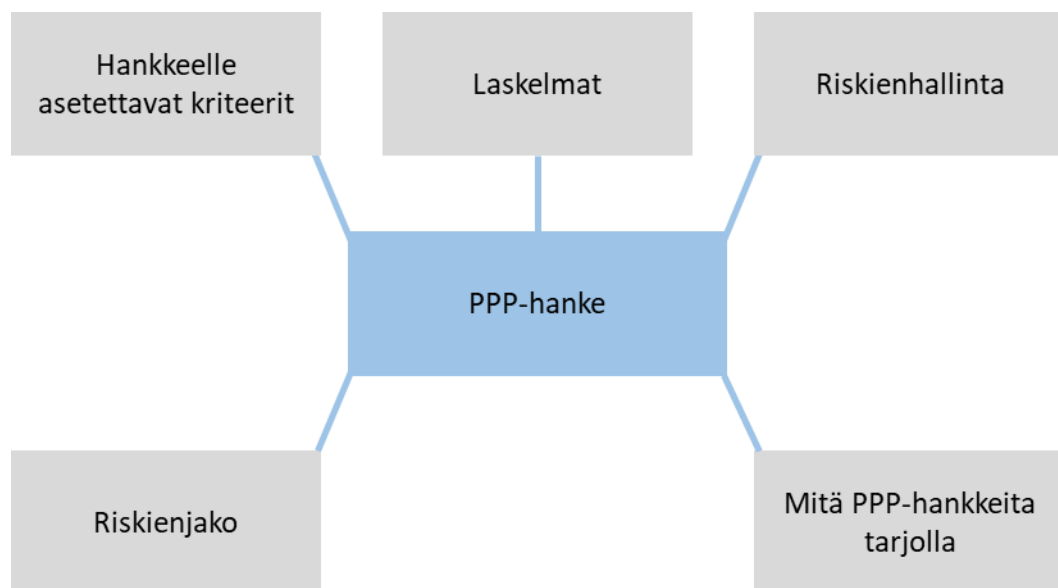 Hankkeelle
asetettavat kriteerit
Laskelmat
Riskienhallinta
PPP-hanke
Riskienjako
Mitä PPP-hankkeita
tarjolla